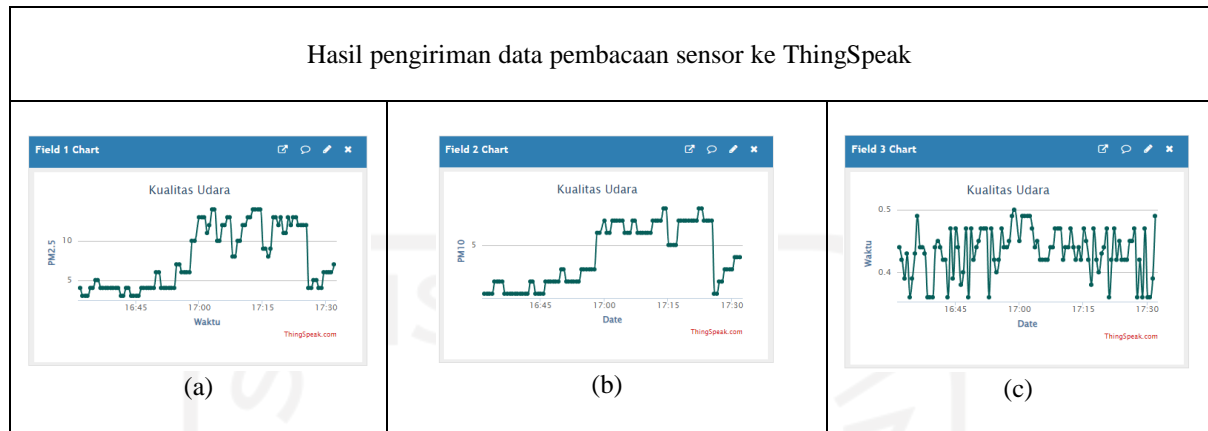 Hasil pengiriman data pembacaan sensor ke ThingSpeak
Field 1 Chart
Kualitas Udara
PM2.5
10
5
16:45 17:00 17:15 17:30
Waktu
ThingSpeak.com
(a)
Field 2 Chart
Kualitas Udara
PM10
5
16:45 17:00 17:15 17:30
Date
ThingSpeak.com
(b)
Field 3 Chart
Kualitas Udara
Waktu
0.5
0.4
16:45 17:00 17:15 17:30
Date
ThingSpeak.com
(c)